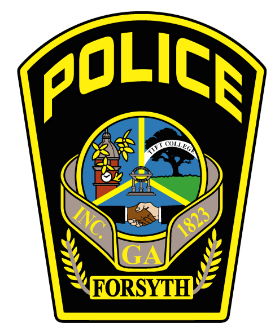 POLICE
TIFT COLLEGE
INC. GA 1823
FORSYTH